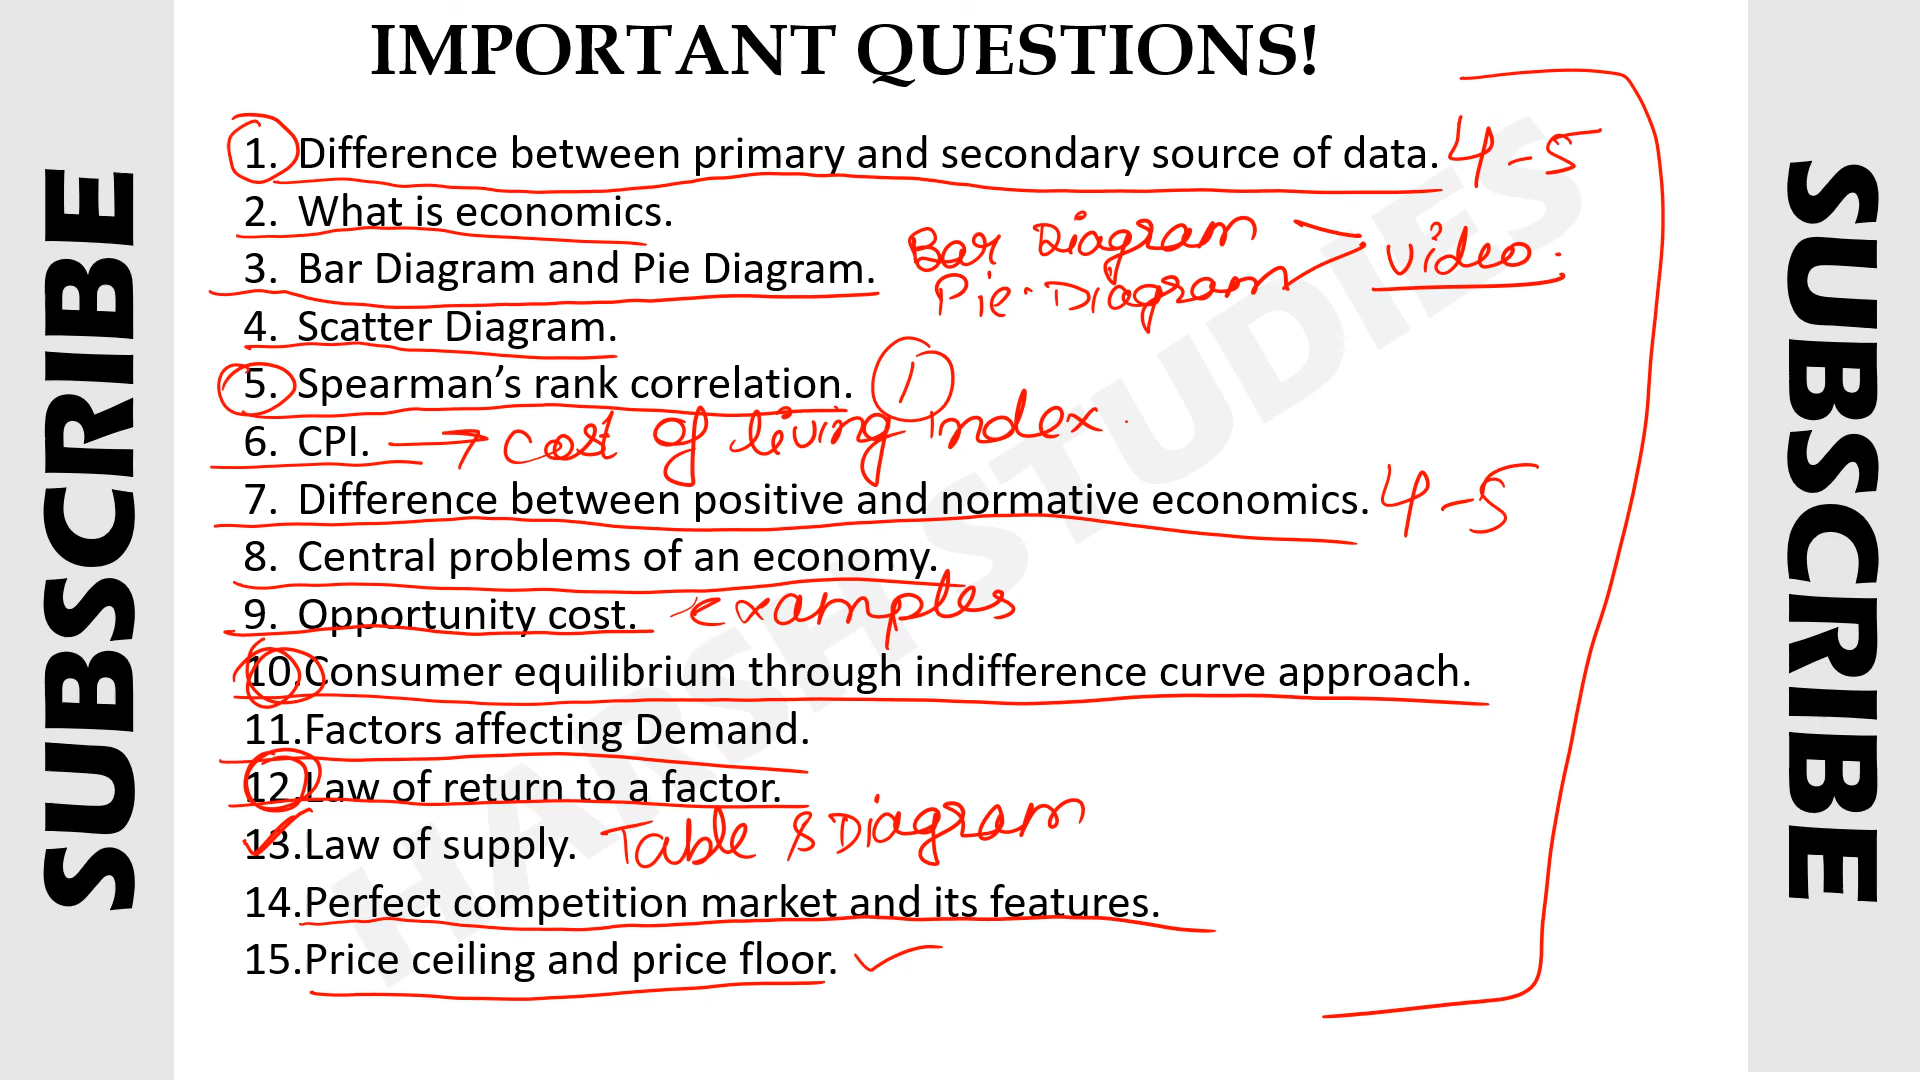 IMPORTANT QUESTIONS!
SUBSCRIBE
1. Difference between primary and secondary source of data. 4-5
2. What is economics.
Bar Diagram
3. Bar Diagram and Pie Diagram. video.
Pie-Diagram
4. Scatter Diagram.
5. Spearman's rank correlation. 1
6. CPI. → Cost of living index.
7. Difference between positive and normative economics. 4-5
8. Central problems of an economy.
9. Opportunity cost. examples
10.Consumer equilibrium through indifference curve approach.
11.Factors affecting Demand.
12.Law of return to a factor.
13.Law of supply. Table & Diagram
14.Perfect competition market and its features.
15.Price ceiling and price floor.
SUBSCRIBE
HARSH STUDIES